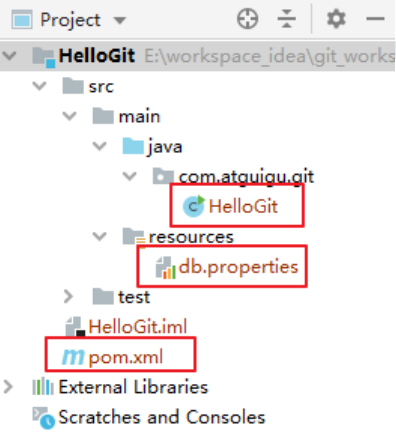 Project
HelloGit E:\workspace_idea\git_works
src
main
java
com.atguigu.git
HelloGit
resources
db.properties
test
HelloGit.iml
pom.xml
External Libraries
Scratches and Consoles